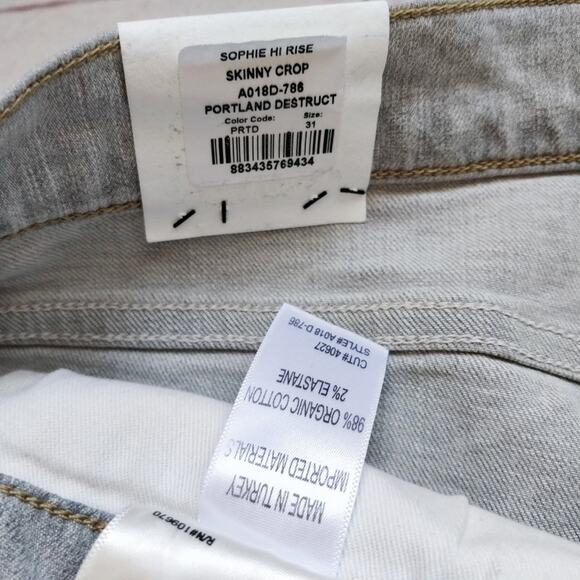 SOPHIE HI RISE
SKINNY CROP
A018D-786
PORTLAND DESTRUCT
Color Code: Size:
PRTD 31
883435769434
MADE IN TURKEY
IMPORTED MATERIALS
98% ORGANIC COTTON
2% ELASTANE
CUT# 40627
STYLE# A018 D-786
R/N#109670